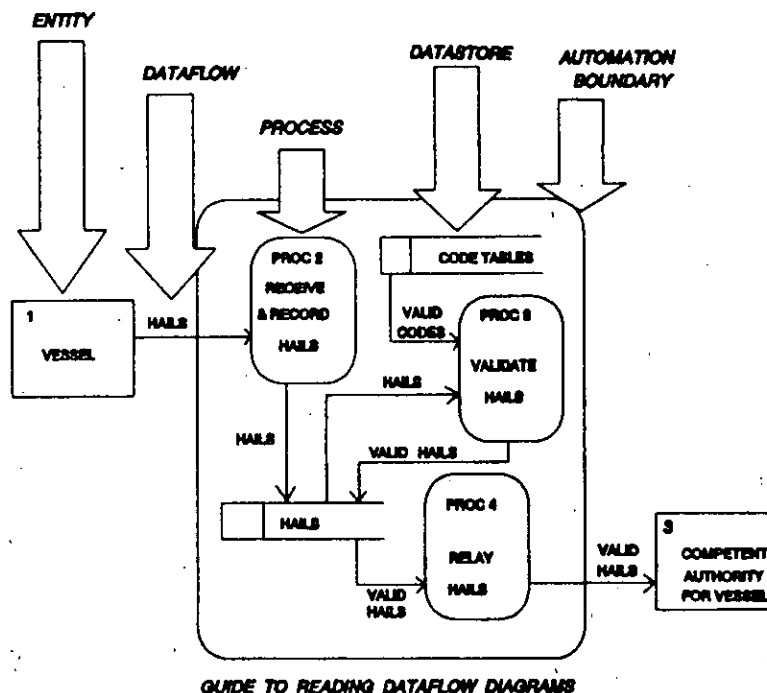 ENTITY
DATAFLOW
PROCESS
DATASTORE
AUTOMATION
BOUNDARY
1
VESSEL
HAILS
PROC 2
RECEIVE
& RECORD
HAILS
CODE TABLES
VALID
CODES
PROC
VALIDATE
HAILS
HAILS
HAILS
VALID HAILS
HAILS
VALID
HAILS
PROC 4
RELAY
HAILS
VALID
HAILS
3
COMPETENT
AUTHORITY
FOR VESSEL
GUIDE TO READING DATAFLOW DIAGRAMS